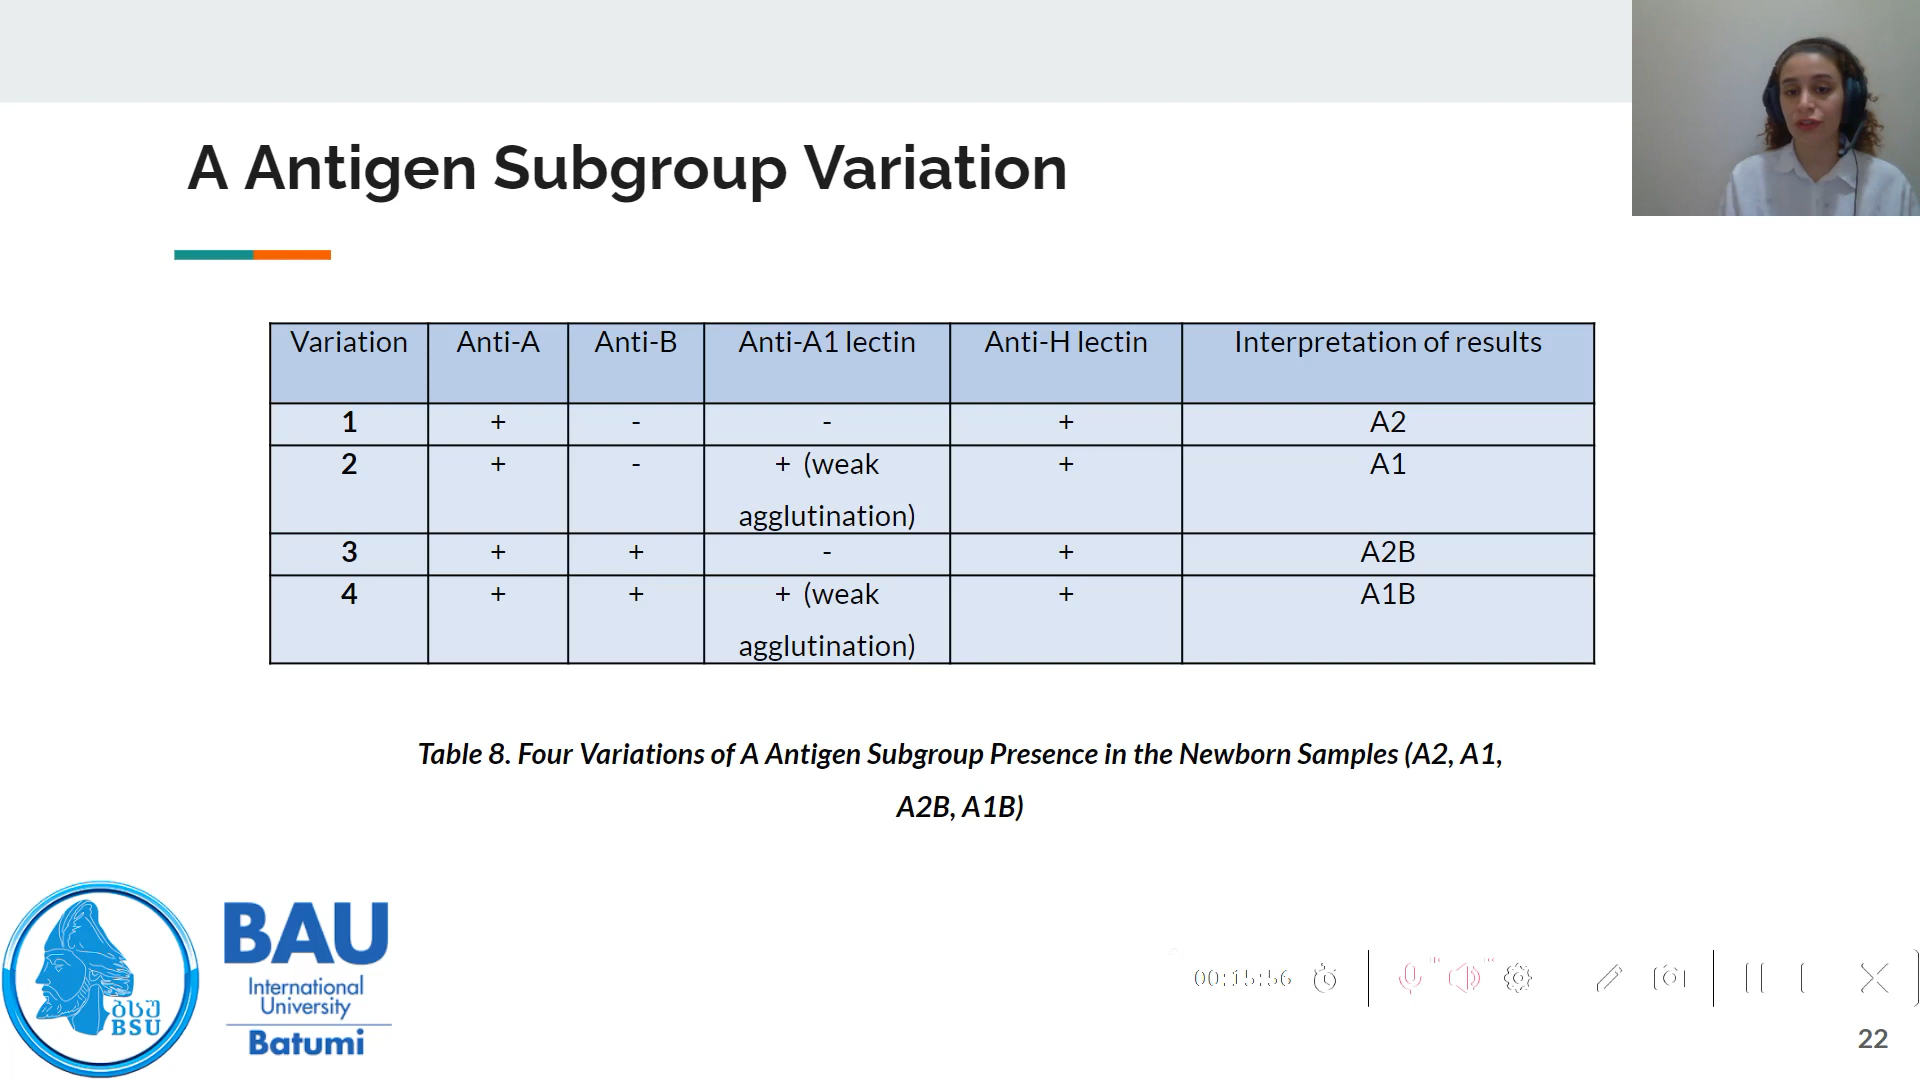 A Antigen Subgroup Variation
Variation Anti-A Anti-B Anti-A1 lectin Anti-H lectin Interpretation of results
1 + - - + A2
2 + - + (weak agglutination) + A1
3 + + - + A2B
4 + + + (weak agglutination) + A1B
Table 8. Four Variations of A Antigen Subgroup Presence in the Newborn Samples (A2, A1,
A2B, A1B)
ბსუ
BSU
BAU
International
University
Batumi
00:15:56
22